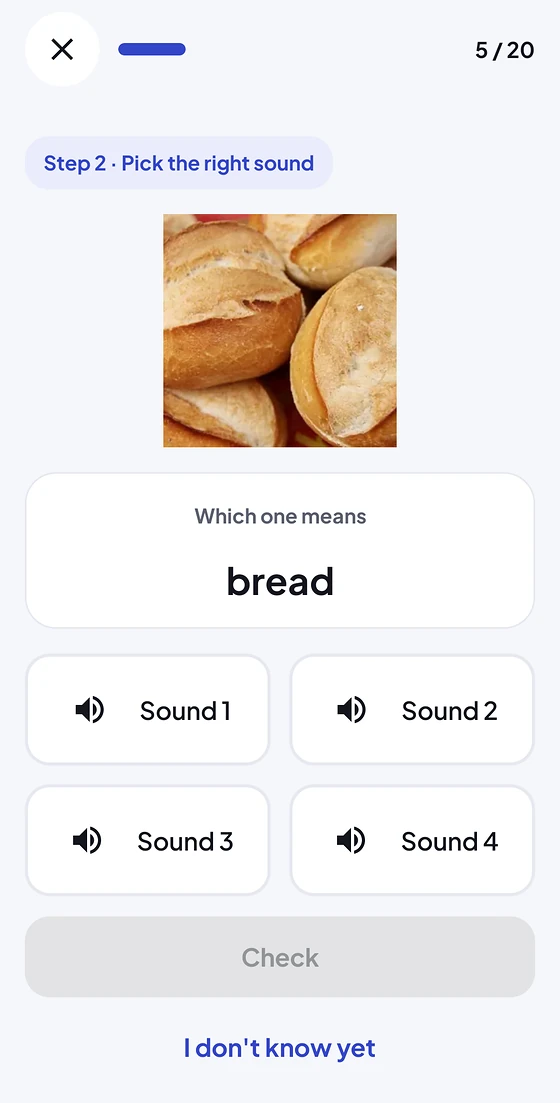 5 / 20
Step 2 · Pick the right sound
Which one means
bread
Sound 1
Sound 2
Sound 3
Sound 4
Check
I don't know yet